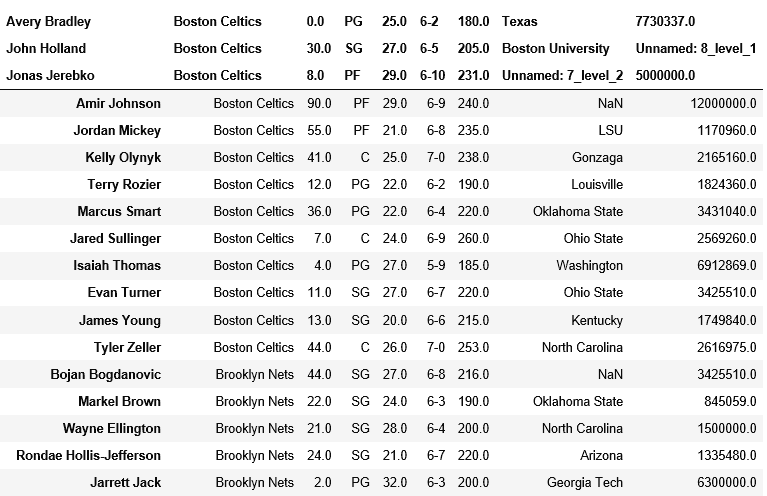 Avery Bradley Boston Celtics 0.0 PG 25.0 6-2 180.0 Texas 7730337.0
John Holland Boston Celtics 30.0 SG 27.0 6-5 205.0 Boston University Unnamed: 8_level_1
Jonas Jerebko Boston Celtics 8.0 PF 29.0 6-10 231.0 Unnamed: 7_level_2 5000000.0
Amir Johnson Boston Celtics 90.0 PF 29.0 6-9 240.0 NaN 12000000.0
Jordan Mickey Boston Celtics 55.0 PF 21.0 6-8 235.0 LSU 1170960.0
Kelly Olynyk Boston Celtics 41.0 C 25.0 7-0 238.0 Gonzaga 2165160.0
Terry Rozier Boston Celtics 12.0 PG 22.0 6-2 190.0 Louisville 1824360.0
Marcus Smart Boston Celtics 36.0 PG 22.0 6-4 220.0 Oklahoma State 3431040.0
Jared Sullinger Boston Celtics 7.0 C 24.0 6-9 260.0 Ohio State 2569260.0
Isaiah Thomas Boston Celtics 4.0 PG 27.0 5-9 185.0 Washington 6912869.0
Evan Turner Boston Celtics 11.0 SG 27.0 6-7 220.0 Ohio State 3425510.0
James Young Boston Celtics 13.0 SG 20.0 6-6 215.0 Kentucky 1749840.0
Tyler Zeller Boston Celtics 44.0 C 26.0 7-0 253.0 North Carolina 2616975.0
Bojan Bogdanovic Brooklyn Nets 44.0 SG 27.0 6-8 216.0 NaN 3425510.0
Markel Brown Brooklyn Nets 22.0 SG 24.0 6-3 190.0 Oklahoma State 845059.0
Wayne Ellington Brooklyn Nets 21.0 SG 28.0 6-4 200.0 North Carolina 1500000.0
Rondae Hollis-Jefferson Brooklyn Nets 24.0 SG 21.0 6-7 220.0 Arizona 1335480.0
Jarrett Jack Brooklyn Nets 2.0 PG 32.0 6-3 200.0 Georgia Tech 6300000.0